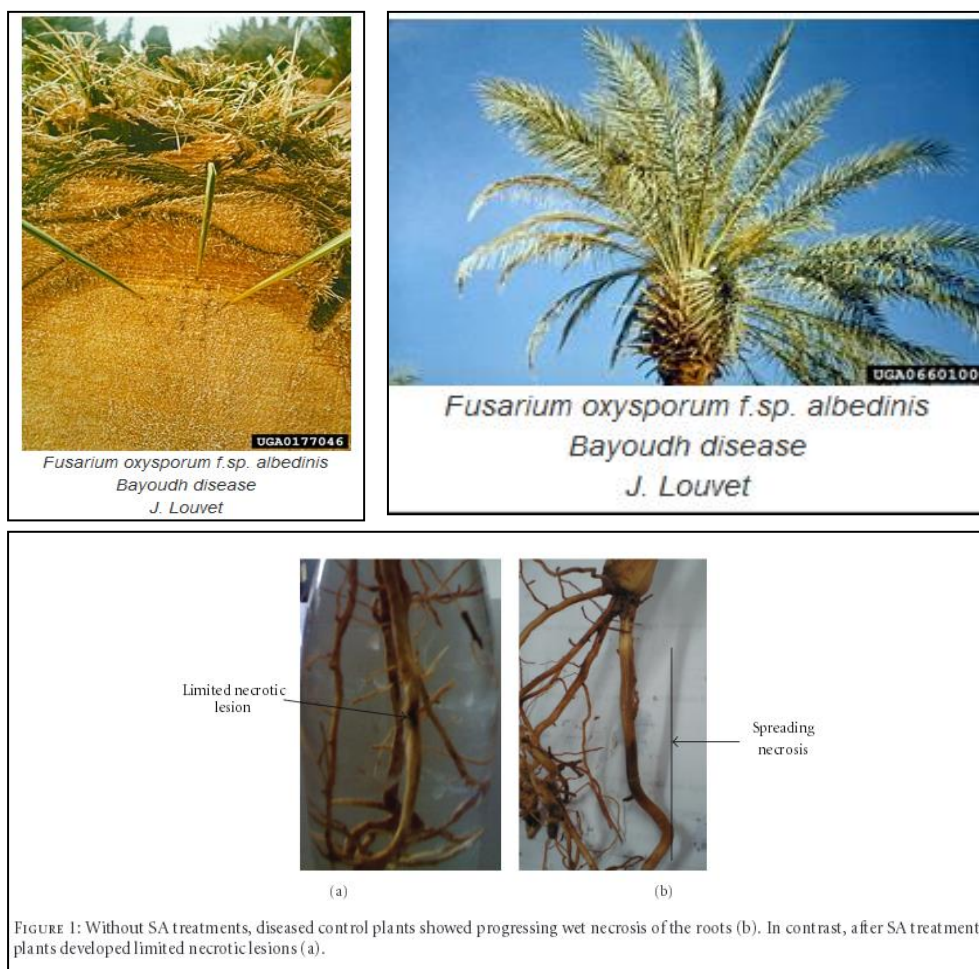 UGA0177046
Fusarium oxysporum f.sp. albedinis
Bayoudh disease
J. Louvet
UGA0660100
Fusarium oxysporum f.sp. albedinis
Bayoudh disease
J. Louvet
Limited necrotic
lesion
Spreading
necrosis
(a)
(b)
FIGURE 1: Without SA treatments, diseased control plants showed progressing wet necrosis of the roots (b). In contrast, after SA treatment
plants developed limited necrotic lesions (a).